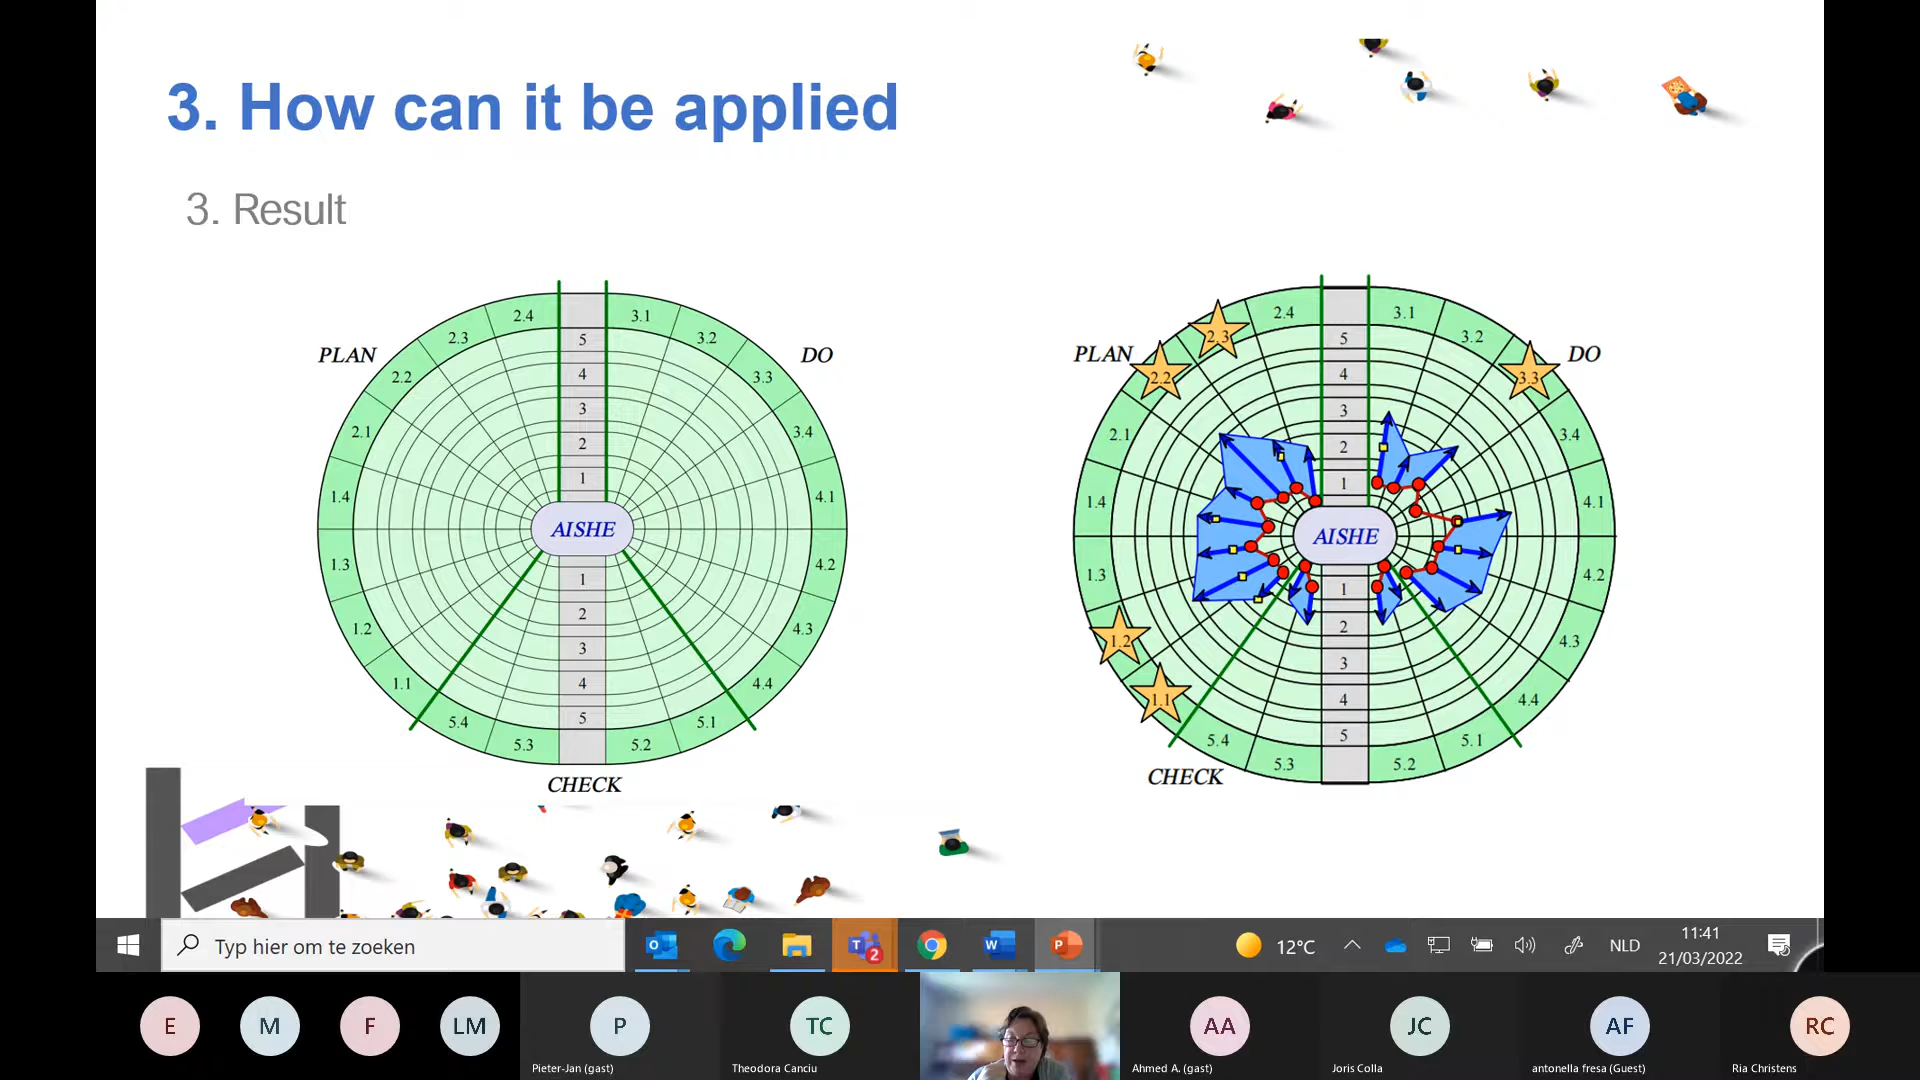 3. How can it be applied
3. Result
PLAN
DO
CHECK
AISHE
2.4
3.1
2.3
3.2
2.2
3.3
2.1
3.4
1.4
4.1
1.3
4.2
1.2
4.3
1.1
4.4
5.4
5.1
5.3
5.2
5
4
3
2
1
1
2
3
4
5
PLAN
DO
CHECK
AISHE
2.4
3.1
2.3
3.2
2.2
3.3
2.1
3.4
1.4
4.1
1.3
4.2
1.2
4.3
1.1
4.4
5.4
5.1
5.3
5.2
5
4
3
2
1
1
2
3
4
5
Typ hier om te zoeken
O
T
2
W
P
12°C
NLD
11:41
21/03/2022
E
M
F
LM
P
TC
AA
JC
AF
RC
Pieter-Jan (gast)
Theodora Canciu
Ahmed A. (gast)
Joris Colla
antonella fresa (Guest)
Ria Christens